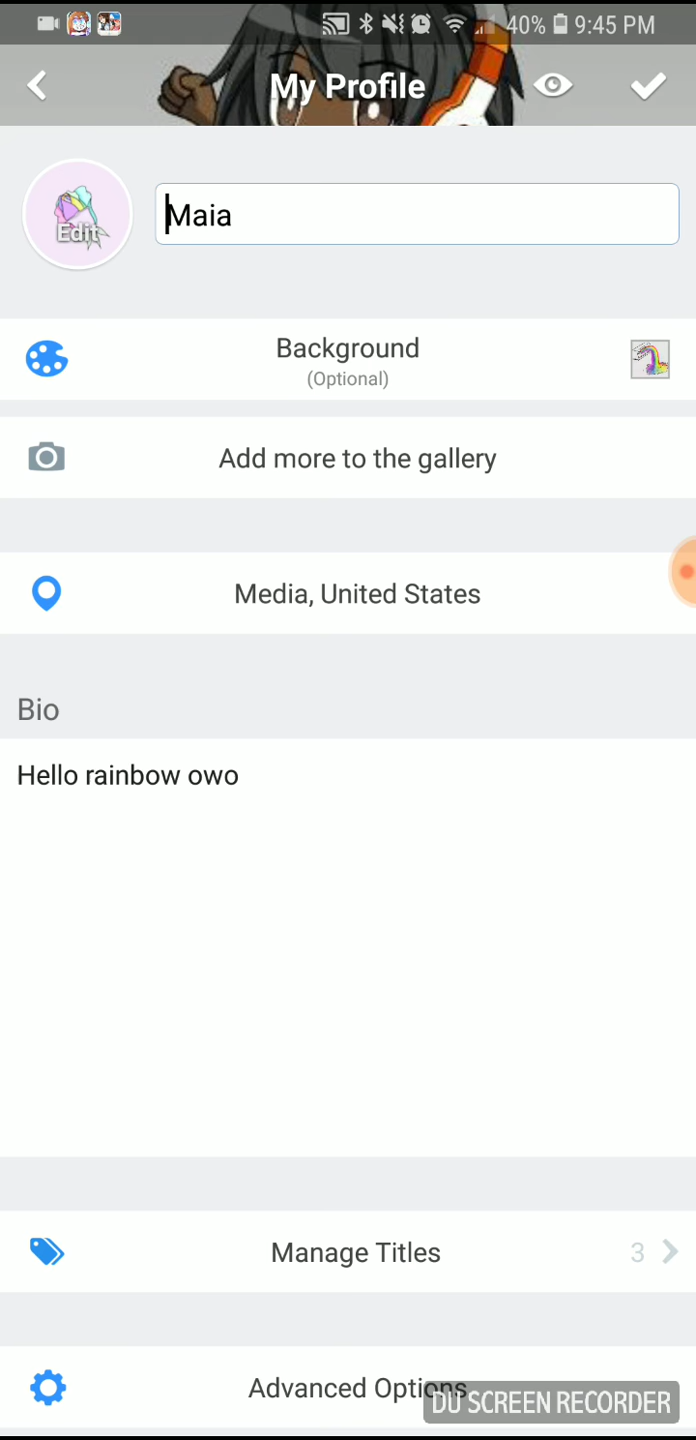 40% 9:45 PM
My Profile
Edit
Maia
Background
(Optional)
Add more to the gallery
Media, United States
Bio
Hello rainbow owo
Manage Titles
3
Advanced Options
DU SCREEN RECORDER